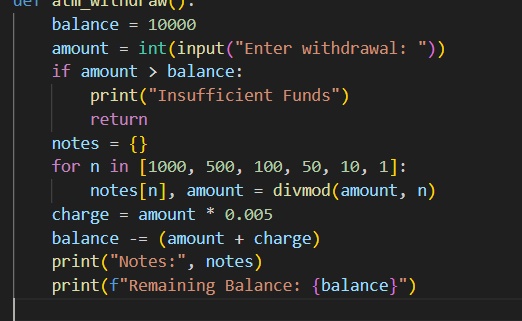 def atm_withdraw():
    balance = 10000
    amount = int(input("Enter withdrawal: "))
    if amount > balance:
        print("Insufficient Funds")
        return
    notes = {}
    for n in [1000, 500, 100, 50, 10, 1]:
        notes[n], amount = divmod(amount, n)
    charge = amount * 0.005
    balance -= (amount + charge)
    print("Notes:", notes)
    print(f"Remaining Balance: {balance}")